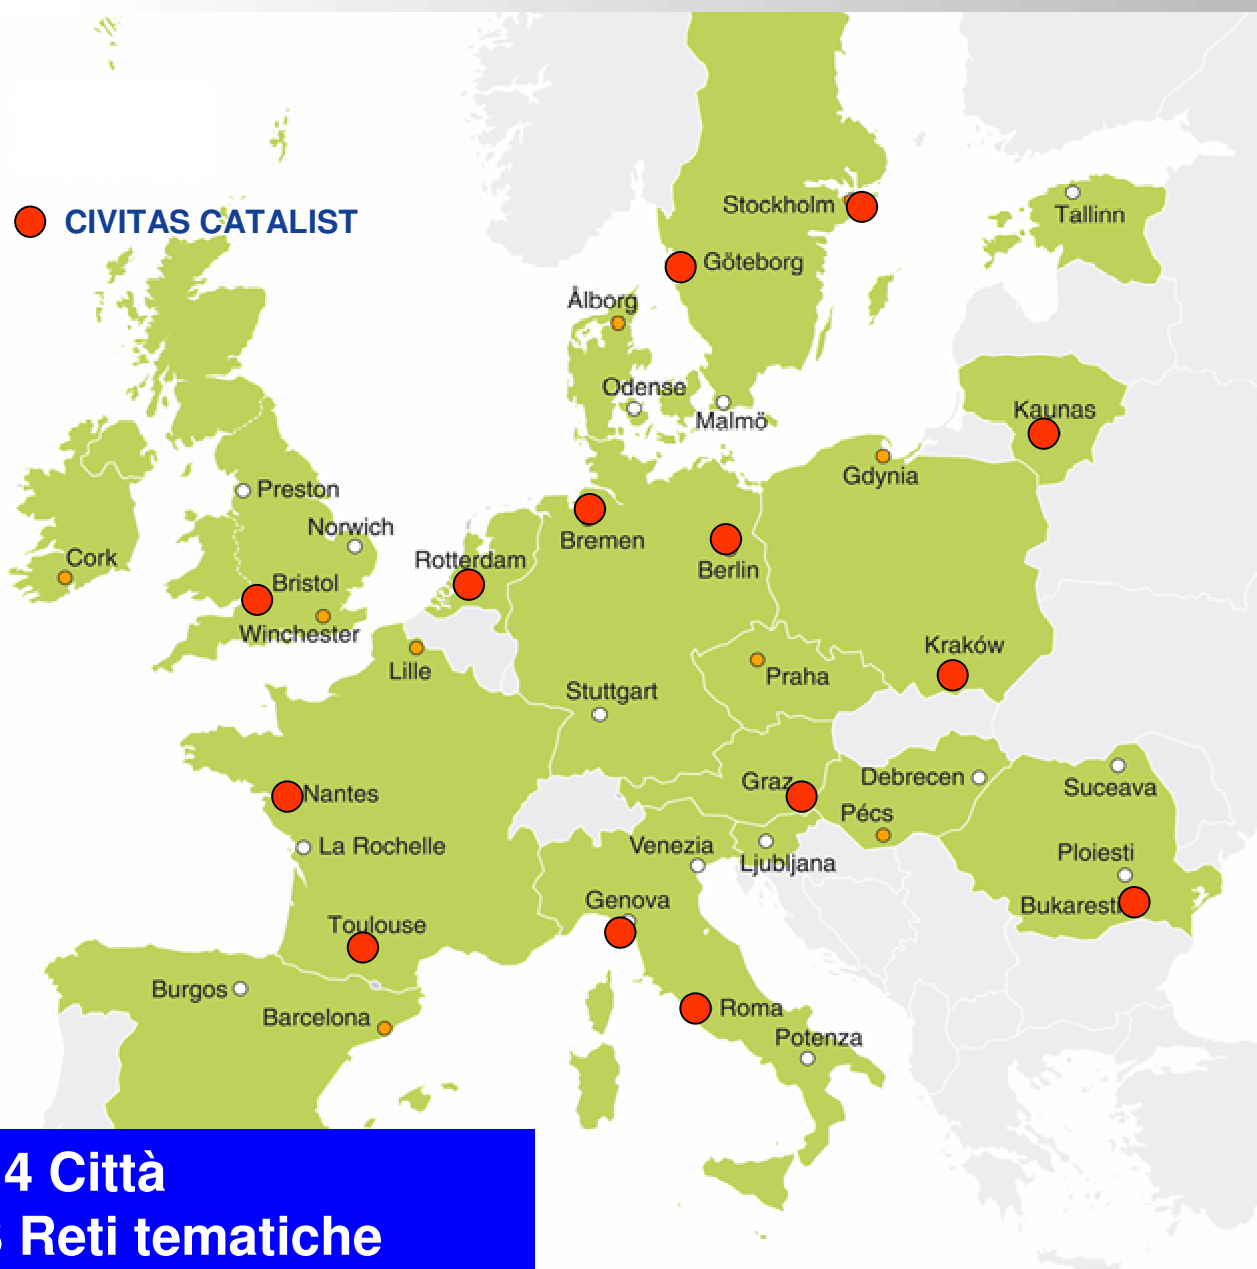 CIVITAS CATALIST
Stockholm
Tallinn
Göteborg
Ålborg
Odense
Malmö
Kaunas
Gdynia
Preston
Norwich
Bremen
Rotterdam
Cork
Berlin
Bristol
Winchester
Kraków
Lille
Praha
Stuttgart
Graz
Debrecen
Suceava
Nantes
Pécs
La Rochelle
Venezia
Ljubljana
Ploiesti
Genova
Bukaresti
Toulouse
Burgos
Roma
Barcelona
Potenza
4 Città
Reti tematiche